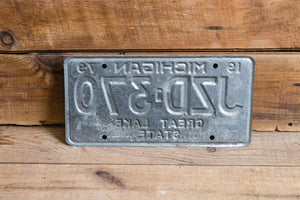 19 MICHIGAN 79
JZD·570
GREAT LAKE
STATE